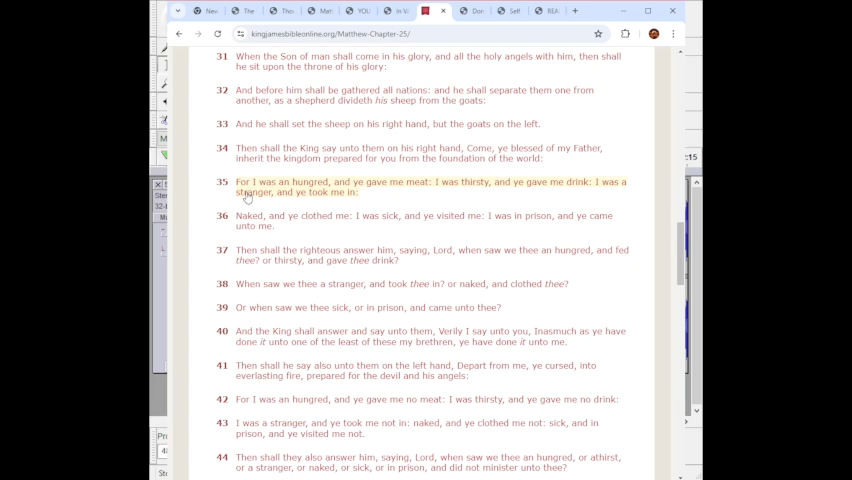 New
The
Tho
Mat
YOU
In Va
Don
Self
REA
kingjamesbibleonline.org/Matthew-Chapter-25/
31 When the Son of man shall come in his glory, and all the holy angels with him, then shall
he sit upon the throne of his glory:
32 And before him shall be gathered all nations: and he shall separate them one from
another, as a shepherd divideth his sheep from the goats:
33 And he shall set the sheep on his right hand, but the goats on the left.
34 Then shall the King say unto them on his right hand, Come, ye blessed of my Father,
inherit the kingdom prepared for you from the foundation of the world:
35 For I was an hungred, and ye gave me meat: I was thirsty, and ye gave me drink: I was a
stranger, and ye took me in:
36 Naked, and ye clothed me: I was sick, and ye visited me: I was in prison, and ye came
unto me.
37 Then shall the righteous answer him, saying, Lord, when saw we thee an hungred, and fed
thee? or thirsty, and gave thee drink?
38 When saw we thee a stranger, and took thee in? or naked, and clothed thee?
39 Or when saw we thee sick, or in prison, and came unto thee?
40 And the King shall answer and say unto them, Verily I say unto you, Inasmuch as ye have
done it unto one of the least of these my brethren, ye have done it unto me.
41 Then shall he say also unto them on the left hand, Depart from me, ye cursed, into
everlasting fire, prepared for the devil and his angels:
42 For I was an hungred, and ye gave me no meat: I was thirsty, and ye gave me no drink:
43 I was a stranger, and ye took me not in: naked, and ye clothed me not: sick, and in
prison, and ye visited me not.
44 Then shall they also answer him, saying, Lord, when saw we thee an hungred, or athirst,
or a stranger, or naked, or sick, or in prison, and did not minister unto thee?